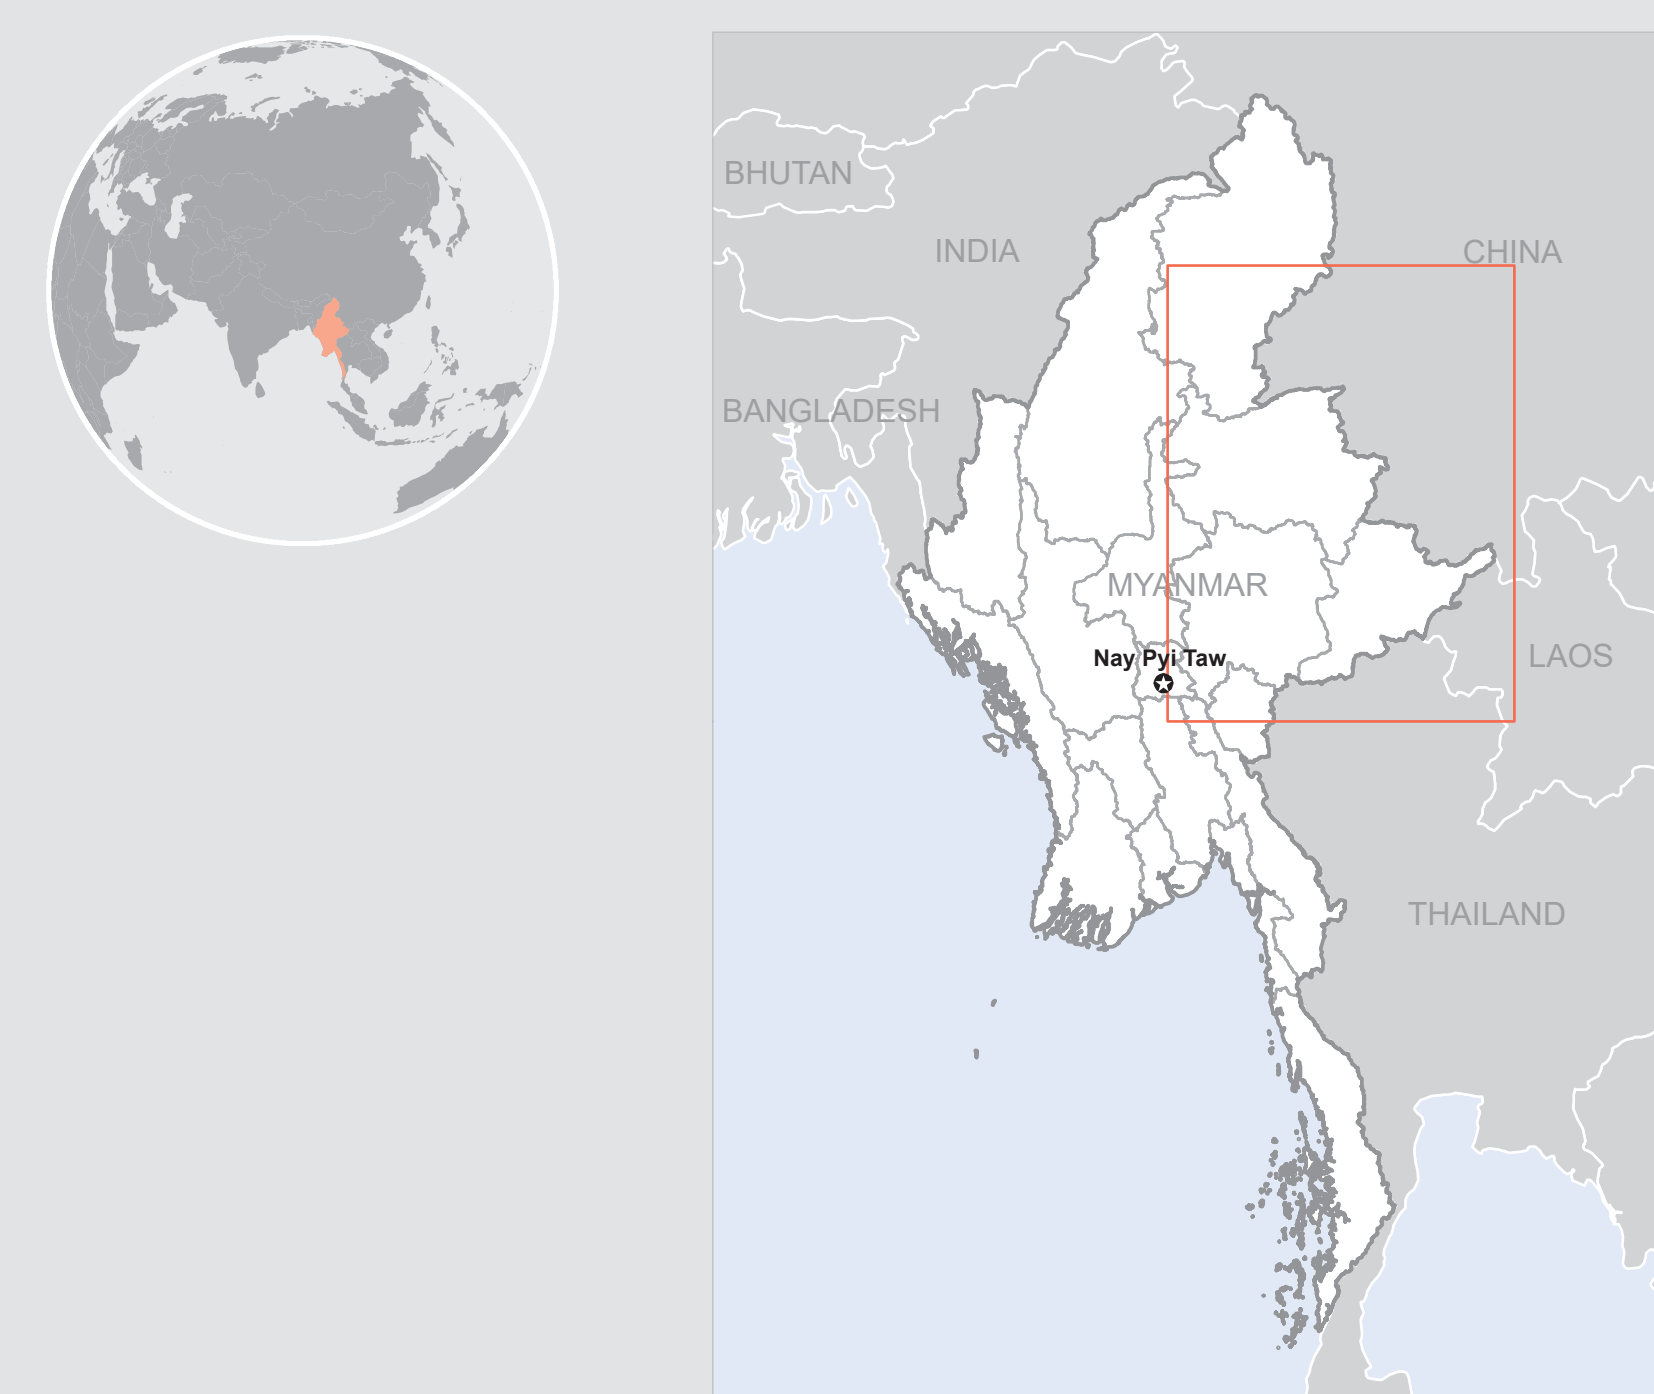 BHUTAN
INDIA
CHINA
BANGLADESH
MYANMAR
Nay Pyi Taw
LAOS
THAILAND